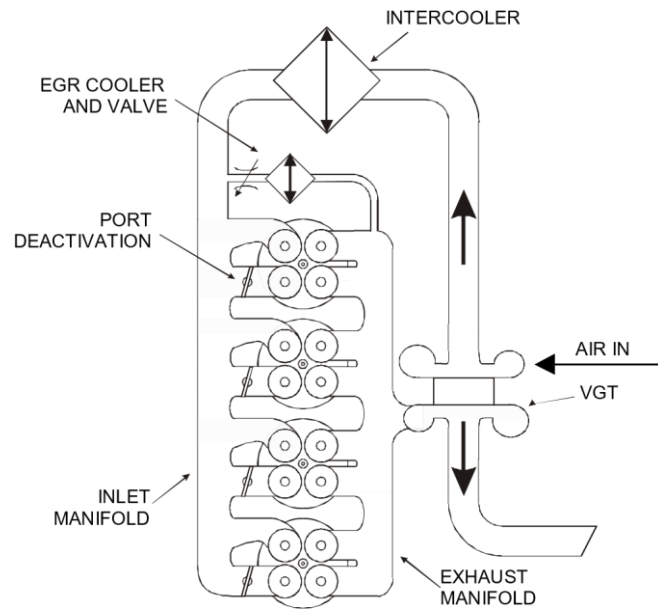 INTERCOOLER
EGR COOLER
AND VALVE
PORT
DEACTIVATION
AIR IN
VGT
INLET
MANIFOLD
EXHAUST
MANIFOLD